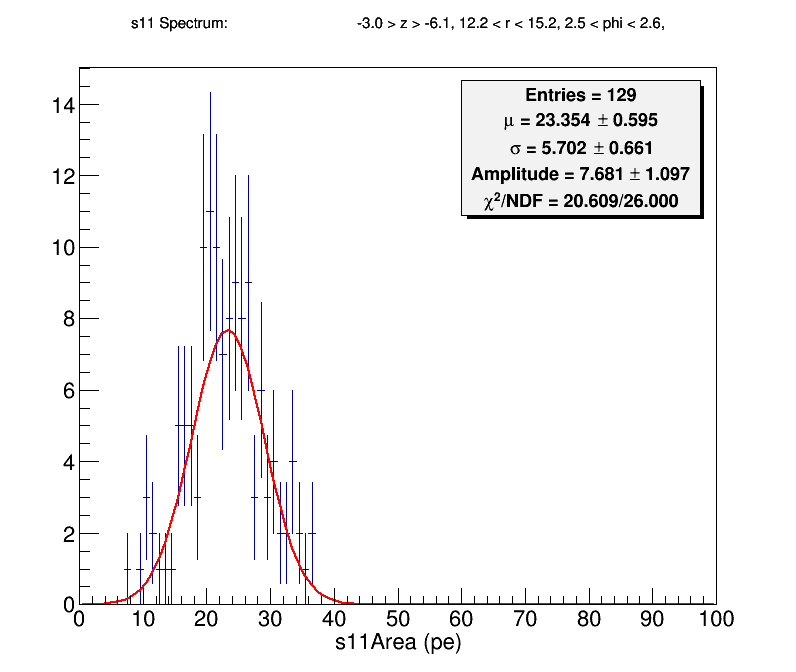 s11 Spectrum: -3.0 > z > -6.1, 12.2 < r < 15.2, 2.5 < phi < 2.6,
Entries = 129
μ = 23.354 ± 0.595
σ = 5.702 ± 0.661
Amplitude = 7.681 ± 1.097
χ²/NDF = 20.609/26.000
14
12
10
8
6
4
2
0
0 10 20 30 40 50 60 70 80 90 100
s11Area (pe)